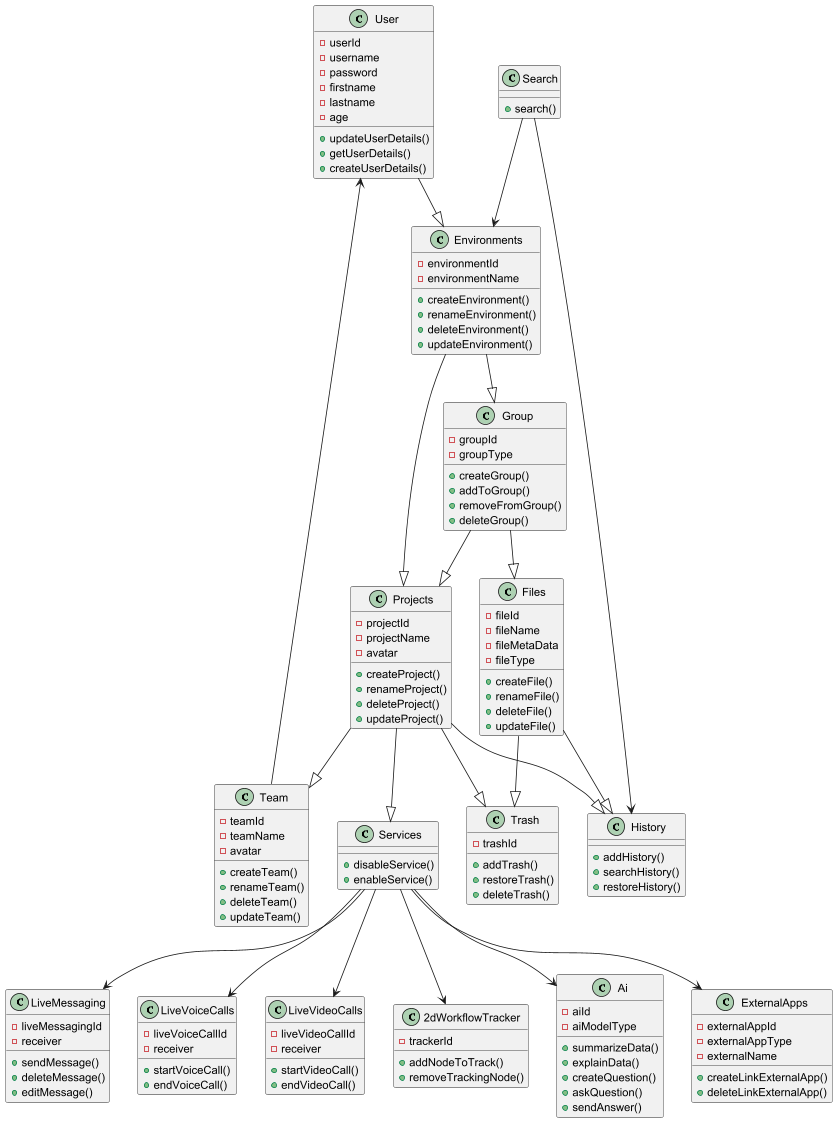 C User
userId
username
password
firstname
lastname
age
updateUserDetails()
getUserDetails()
createUserDetails()
C Search
search()
C Environments
environmentId
environmentName
createEnvironment()
renameEnvironment()
deleteEnvironment()
updateEnvironment()
C Group
groupId
groupType
createGroup()
addToGroup()
removeFromGroup()
deleteGroup()
C Projects
projectId
projectName
avatar
createProject()
renameProject()
deleteProject()
updateProject()
C Files
fileId
fileName
fileMetaData
fileType
createFile()
renameFile()
deleteFile()
updateFile()
C Team
teamId
teamName
avatar
createTeam()
renameTeam()
deleteTeam()
updateTeam()
C Services
disableService()
enableService()
C Trash
trashId
addTrash()
restoreTrash()
deleteTrash()
C History
addHistory()
searchHistory()
restoreHistory()
C LiveMessaging
liveMessagingId
receiver
sendMessage()
deleteMessage()
editMessage()
C LiveVoiceCalls
liveVoiceCallId
receiver
startVoiceCall()
endVoiceCall()
C LiveVideoCalls
liveVideoCallId
receiver
startVideoCall()
endVideoCall()
C 2dWorkflowTracker
trackerId
addNodeToTrack()
removeTrackingNode()
C Ai
aiId
aiModelType
summarizeData()
explainData()
createQuestion()
askQuestion()
sendAnswer()
C ExternalApps
externalAppId
externalAppType
externalName
createLinkExternalApp()
deleteLinkExternalApp()